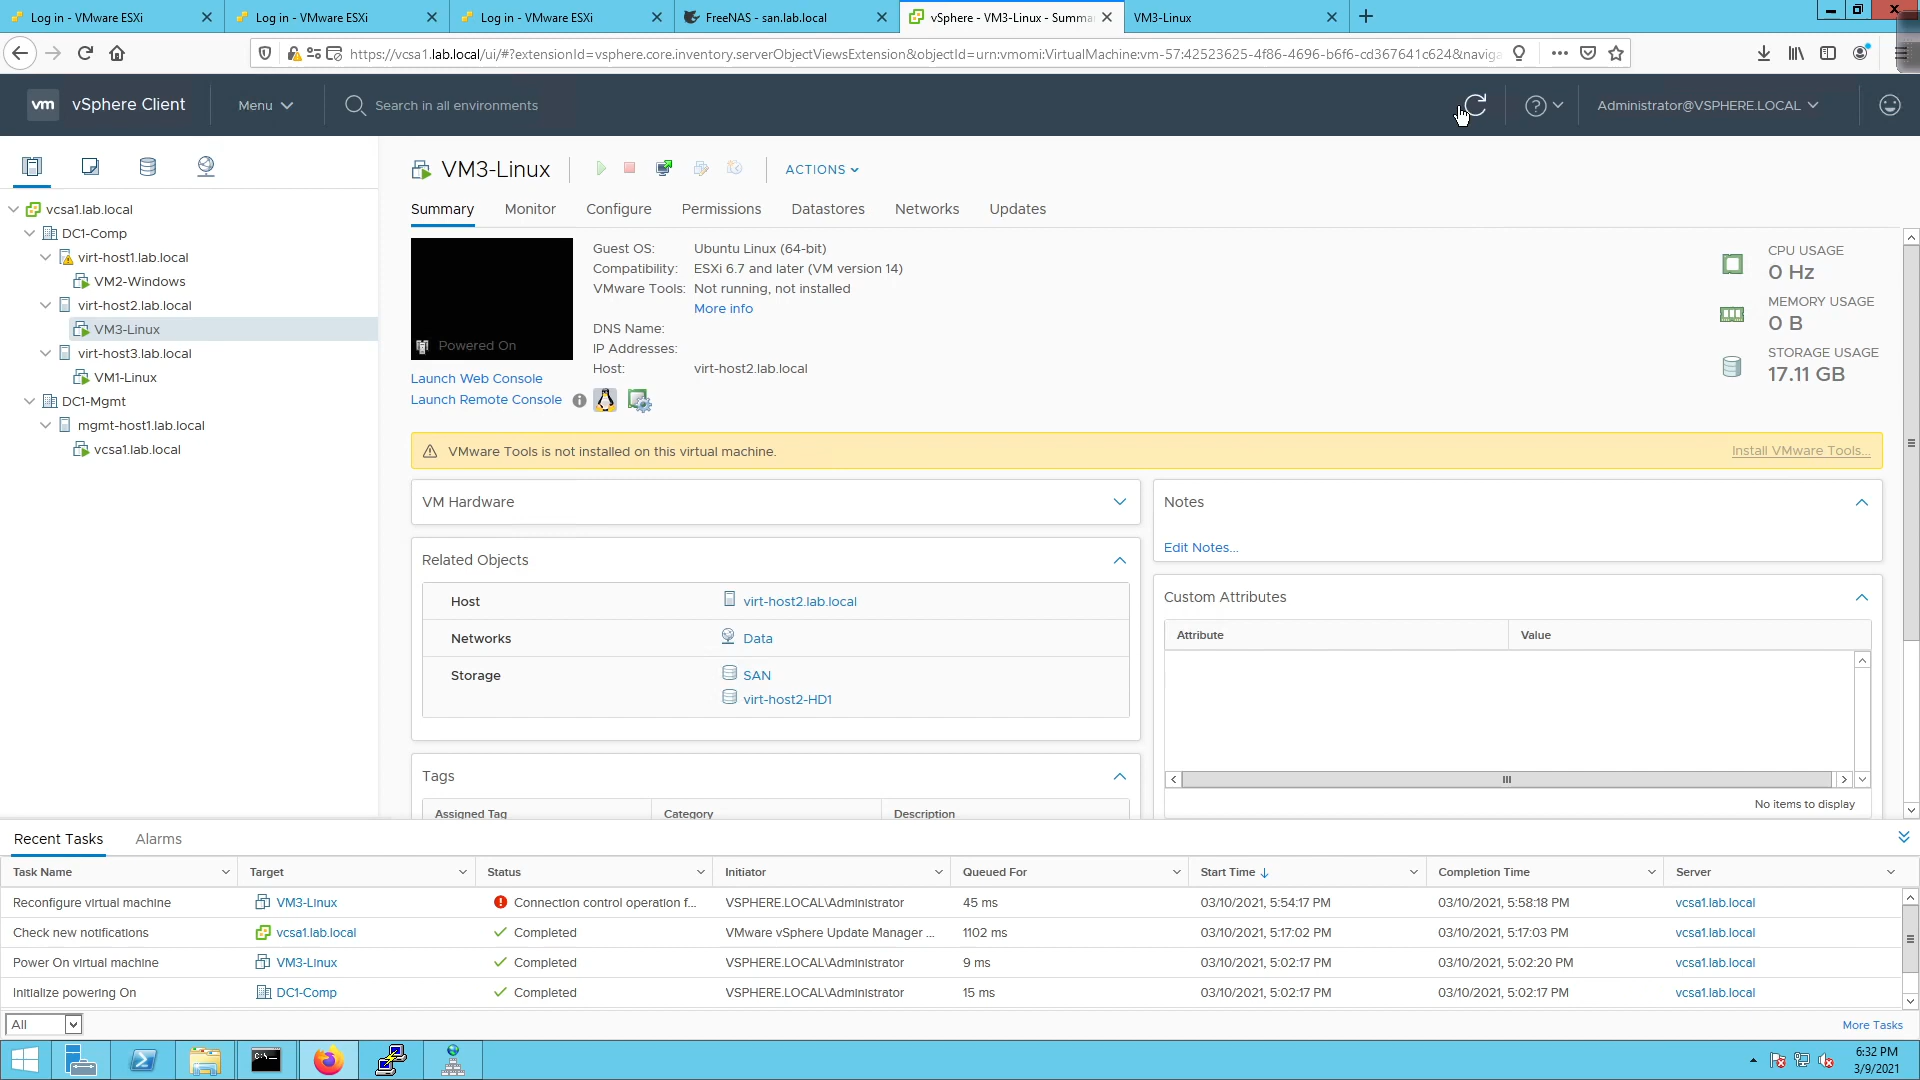 Log in - VMware ESXi
Log in - VMware ESXi
Log in - VMware ESXi
FreeNAS - san.lab.local
vSphere - VM3-Linux - Summa
VM3-Linux
https://vcsa1.lab.local/ui/#?extensionId=vsphere.core.inventory.serverObjectViewsExtension&objectId=urn:vmomi:VirtualMachine:vm-57:42523625-4f86-4696-b6f6-cd367641c624&naviga
vm
vSphere Client
Menu
Search in all environments
Administrator@VSPHERE.LOCAL
vcsa1.lab.local
DC1-Comp
virt-host1.lab.local
VM2-Windows
virt-host2.lab.local
VM3-Linux
virt-host3.lab.local
VM1-Linux
DC1-Mgmt
mgmt-host1.lab.local
vcsa1.lab.local
VM3-Linux
ACTIONS
Summary Monitor Configure Permissions Datastores Networks Updates
Powered On
Launch Web Console
Launch Remote Console
Guest OS: Ubuntu Linux (64-bit)
Compatibility: ESXi 6.7 and later (VM version 14)
VMware Tools: Not running, not installed
More info
DNS Name:
IP Addresses:
Host: virt-host2.lab.local
CPU USAGE
0 Hz
MEMORY USAGE
0 B
STORAGE USAGE
17.11 GB
VMware Tools is not installed on this virtual machine.
Install VMware Tools...
VM Hardware
Related Objects
Host virt-host2.lab.local
Networks Data
Storage SAN
virt-host2-HD1
Tags
Assigned Tag Category Description
Notes
Edit Notes...
Custom Attributes
Attribute Value
No items to display
Recent Tasks Alarms
Task Name Target Status Initiator Queued For Start Time Completion Time Server
Reconfigure virtual machine VM3-Linux Connection control operation f... VSPHERE.LOCAL\Administrator 45 ms 03/10/2021, 5:54:17 PM 03/10/2021, 5:58:18 PM vcsa1.lab.local
Check new notifications vcsa1.lab.local Completed VMware vSphere Update Manager ... 1102 ms 03/10/2021, 5:17:02 PM 03/10/2021, 5:17:03 PM vcsa1.lab.local
Power On virtual machine VM3-Linux Completed VSPHERE.LOCAL\Administrator 9 ms 03/10/2021, 5:02:17 PM 03/10/2021, 5:02:20 PM vcsa1.lab.local
Initialize powering On DC1-Comp Completed VSPHERE.LOCAL\Administrator 15 ms 03/10/2021, 5:02:17 PM 03/10/2021, 5:02:17 PM vcsa1.lab.local
All
More Tasks
6:32 PM
3/9/2021